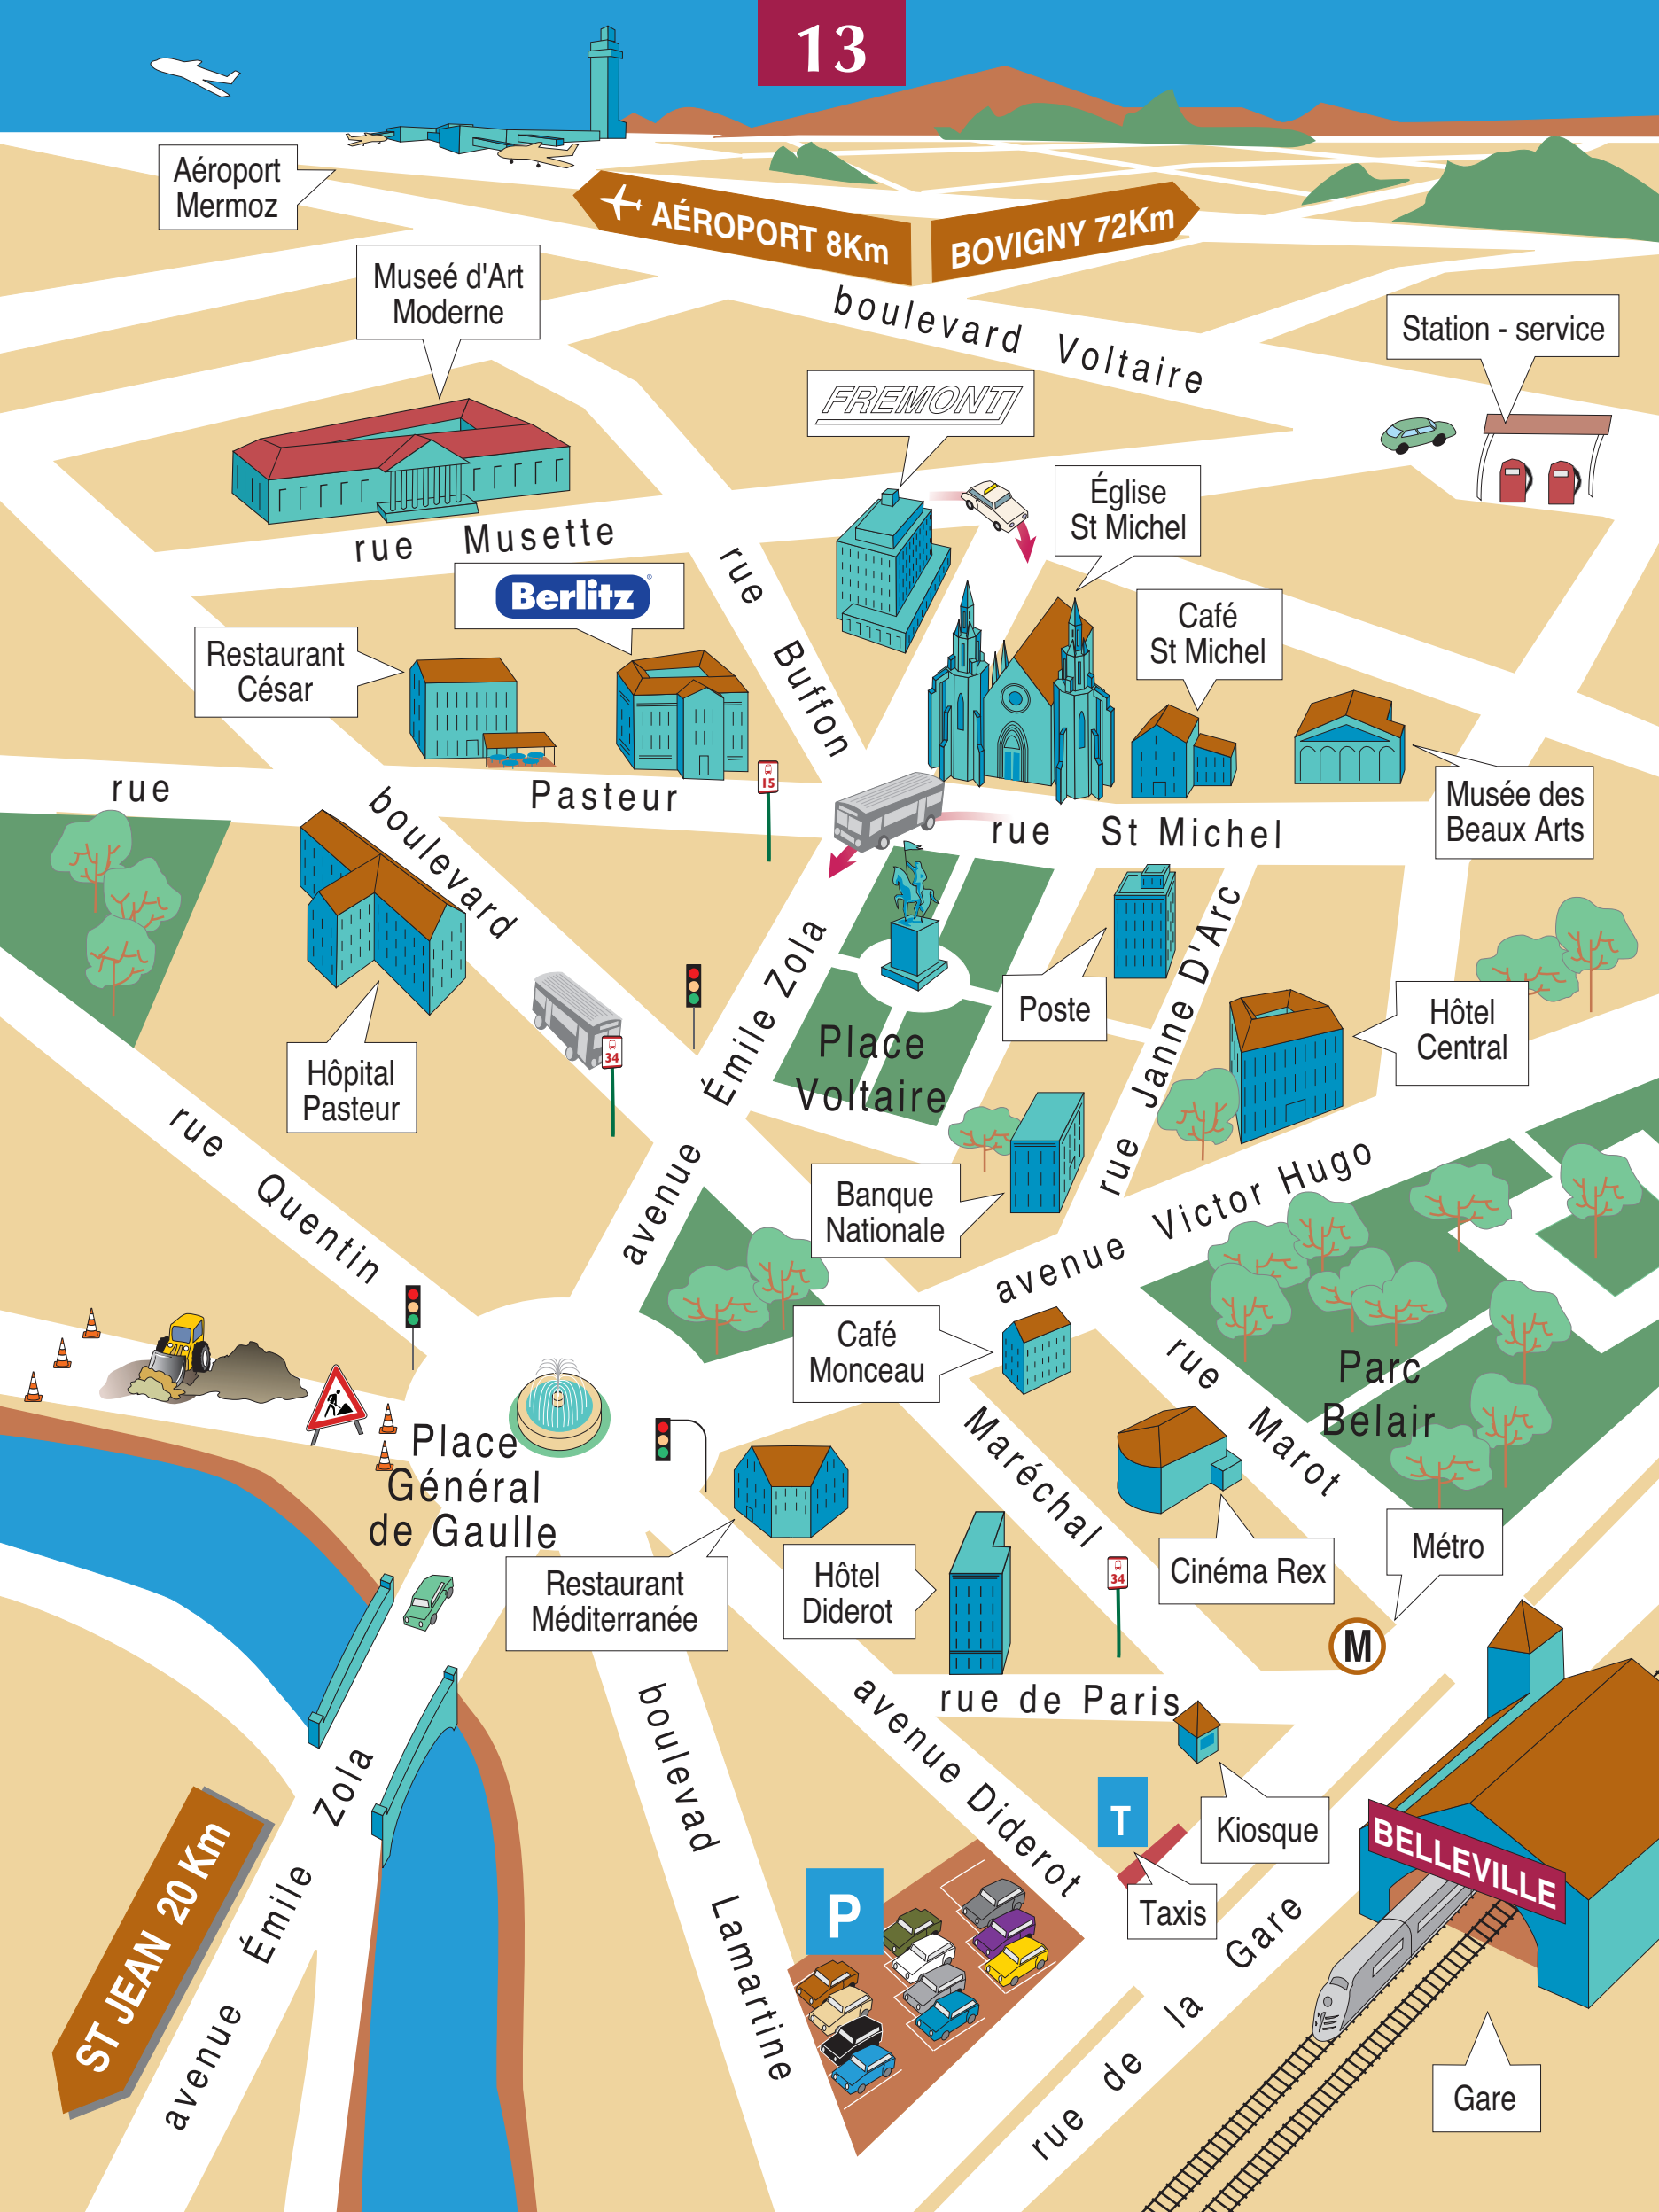 13
Aéroport
Mermoz
AÉROPORT 8Km
BOVIGNY 72Km
Museé d'Art
Moderne
boulevard Voltaire
Station - service
FREMONT
Église
St Michel
rue Musette
Berlitz®
rue Buffon
Café
St Michel
Restaurant
César
rue Pasteur
15
boulevard
rue St Michel
Musée des
Beaux Arts
avenue Émile Zola
Poste
rue Janne D'Arc
Hôtel
Central
Place
Voltaire
34
Hôpital
Pasteur
rue Quentin
Banque
Nationale
avenue Victor Hugo
Café
Monceau
rue Marot
Parc
Belair
Maréchal
Place
Général
de Gaulle
Restaurant
Méditerranée
Hôtel
Diderot
34
Cinéma Rex
Métro
M
rue de Paris
avenue Diderot
boulevad Lamartine
avenue Émile Zola
ST JEAN 20 Km
T
Kiosque
Taxis
P
BELLEVILLE
rue de la Gare
Gare